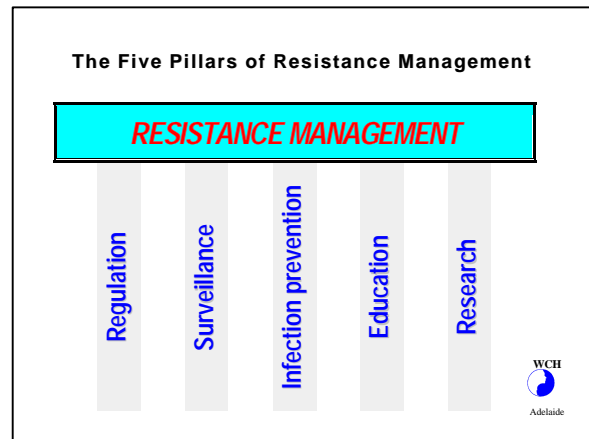 The Five Pillars of Resistance Management
RESISTANCE MANAGEMENT
Regulation
Surveillance
Infection prevention
Education
Research
WCH
Adelaide